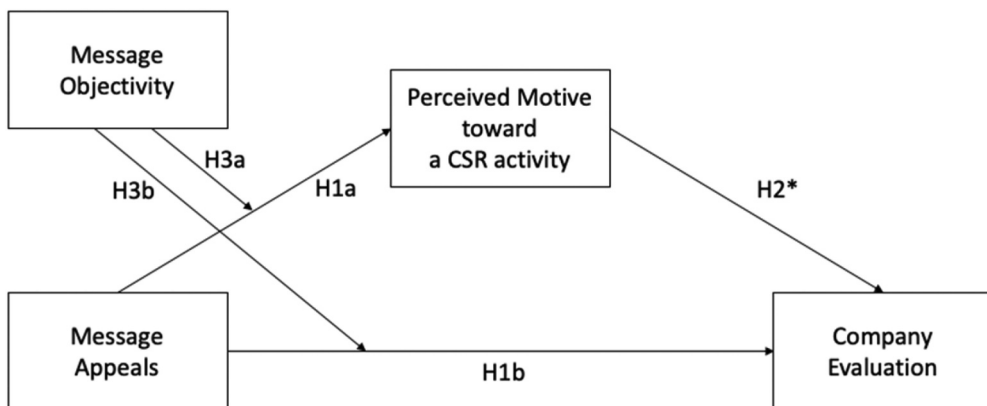 Message
Objectivity
Perceived Motive
toward
a CSR activity
H3a
H3b
H1a
H2*
Message
Appeals
H1b
Company
Evaluation